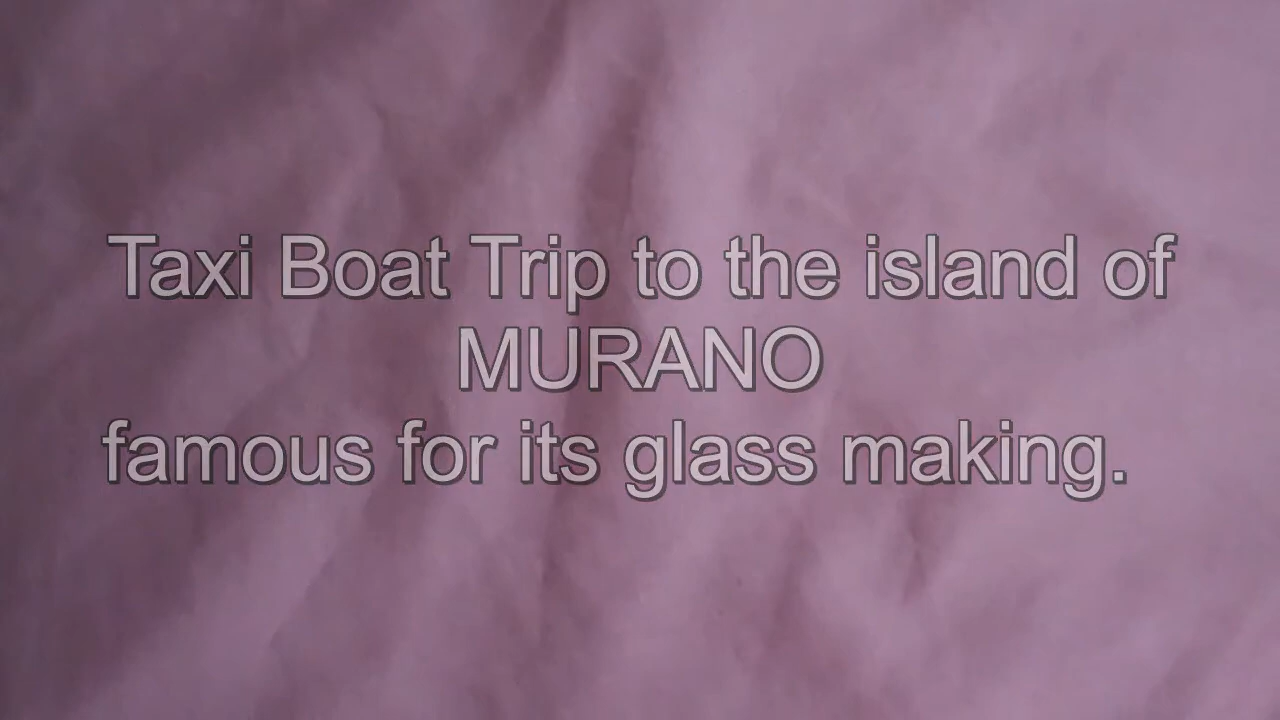 Taxi Boat Trip to the island of
MURANO
famous for its glass making.